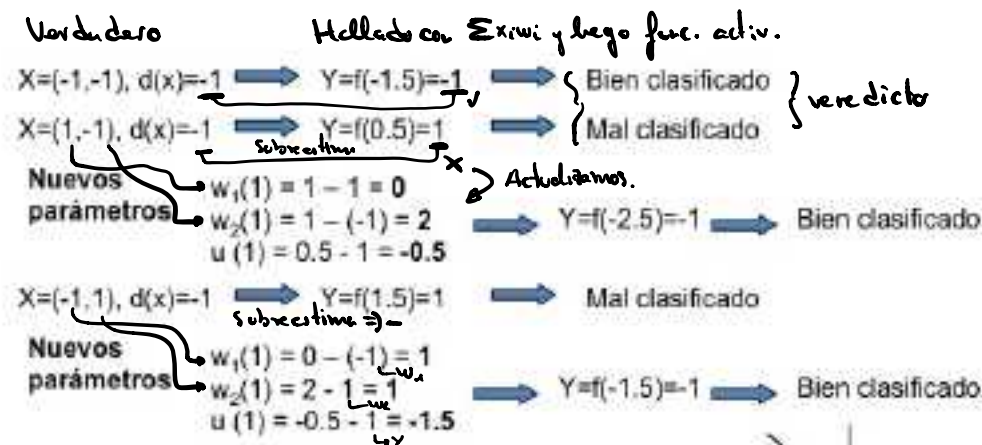 Verdadero Hallado con Σxiwi y luego func. activ.
X=(-1,-1), d(x)=-1 Y=f(-1.5)=-1 Bien clasificado
veredicto
X=(1,-1), d(x)=-1 Y=f(0.5)=1 Mal clasificado
Sobreestima
Actualizamos.
Nuevos parámetros
w₁(1) = 1 – 1 = 0
w₂(1) = 1 – (-1) = 2 Y=f(-2.5)=-1 Bien clasificado
u (1) = 0.5 - 1 = -0.5
X=(-1,1), d(x)=-1 Y=f(1.5)=1 Mal clasificado
Sobreestima => -
Nuevos parámetros
w₁(1) = 0 – (-1) = 1
w₂(1) = 2 - 1 = 1 Y=f(-1.5)=-1 Bien clasificado
u (1) = -0.5 - 1 = -1.5